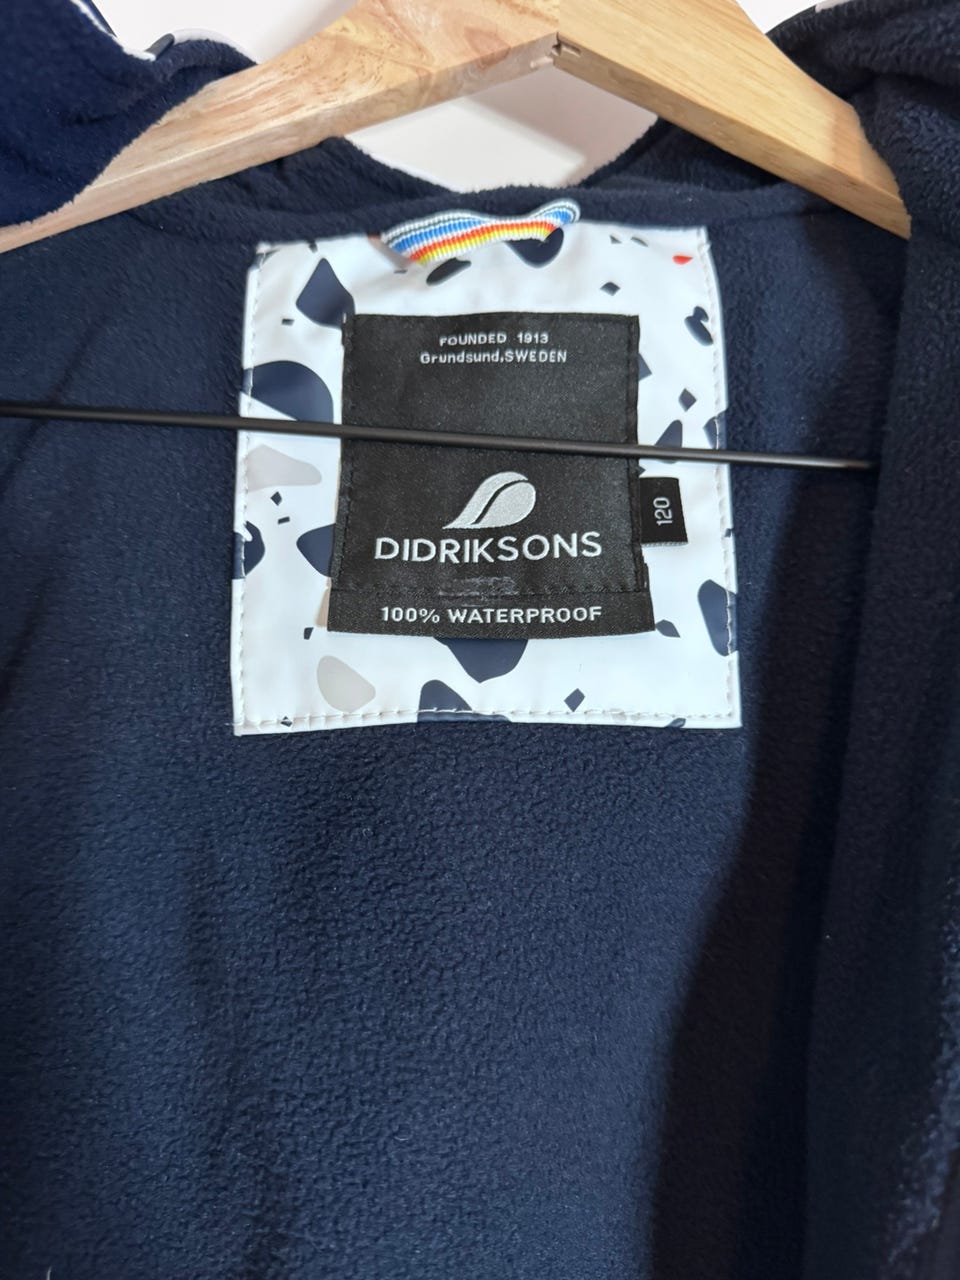 FOUNDED 1913
Grundsund,SWEDEN
DIDRIKSONS
120
100% WATERPROOF